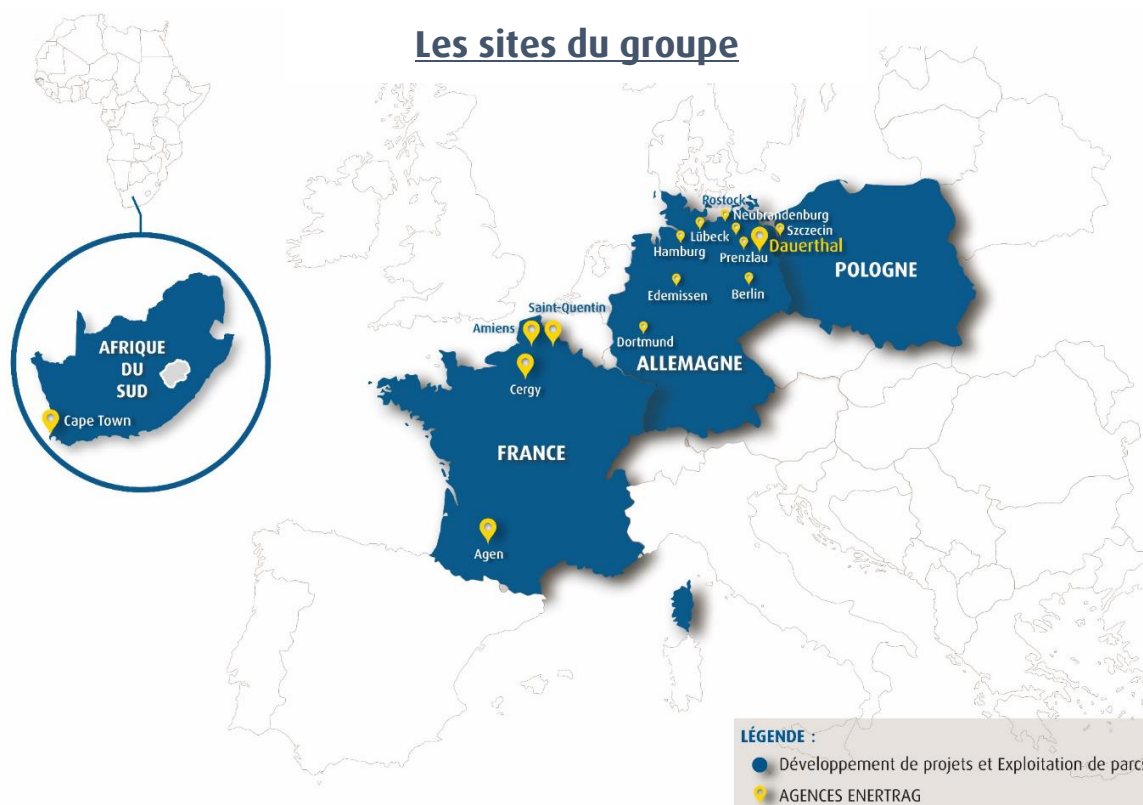 Les sites du groupe
Rostock
Neubrandenburg
Lübeck
Szczecin
Hamburg
Dauerthal
Prenzlau
POLOGNE
Edemissen
Berlin
Saint-Quentin
Amiens
Dortmund
ALLEMAGNE
AFRIQUE
DU
SUD
Cergy
Cape Town
FRANCE
Agen
LÉGENDE :
Développement de projets et Exploitation de parcs
AGENCES ENERTRAG